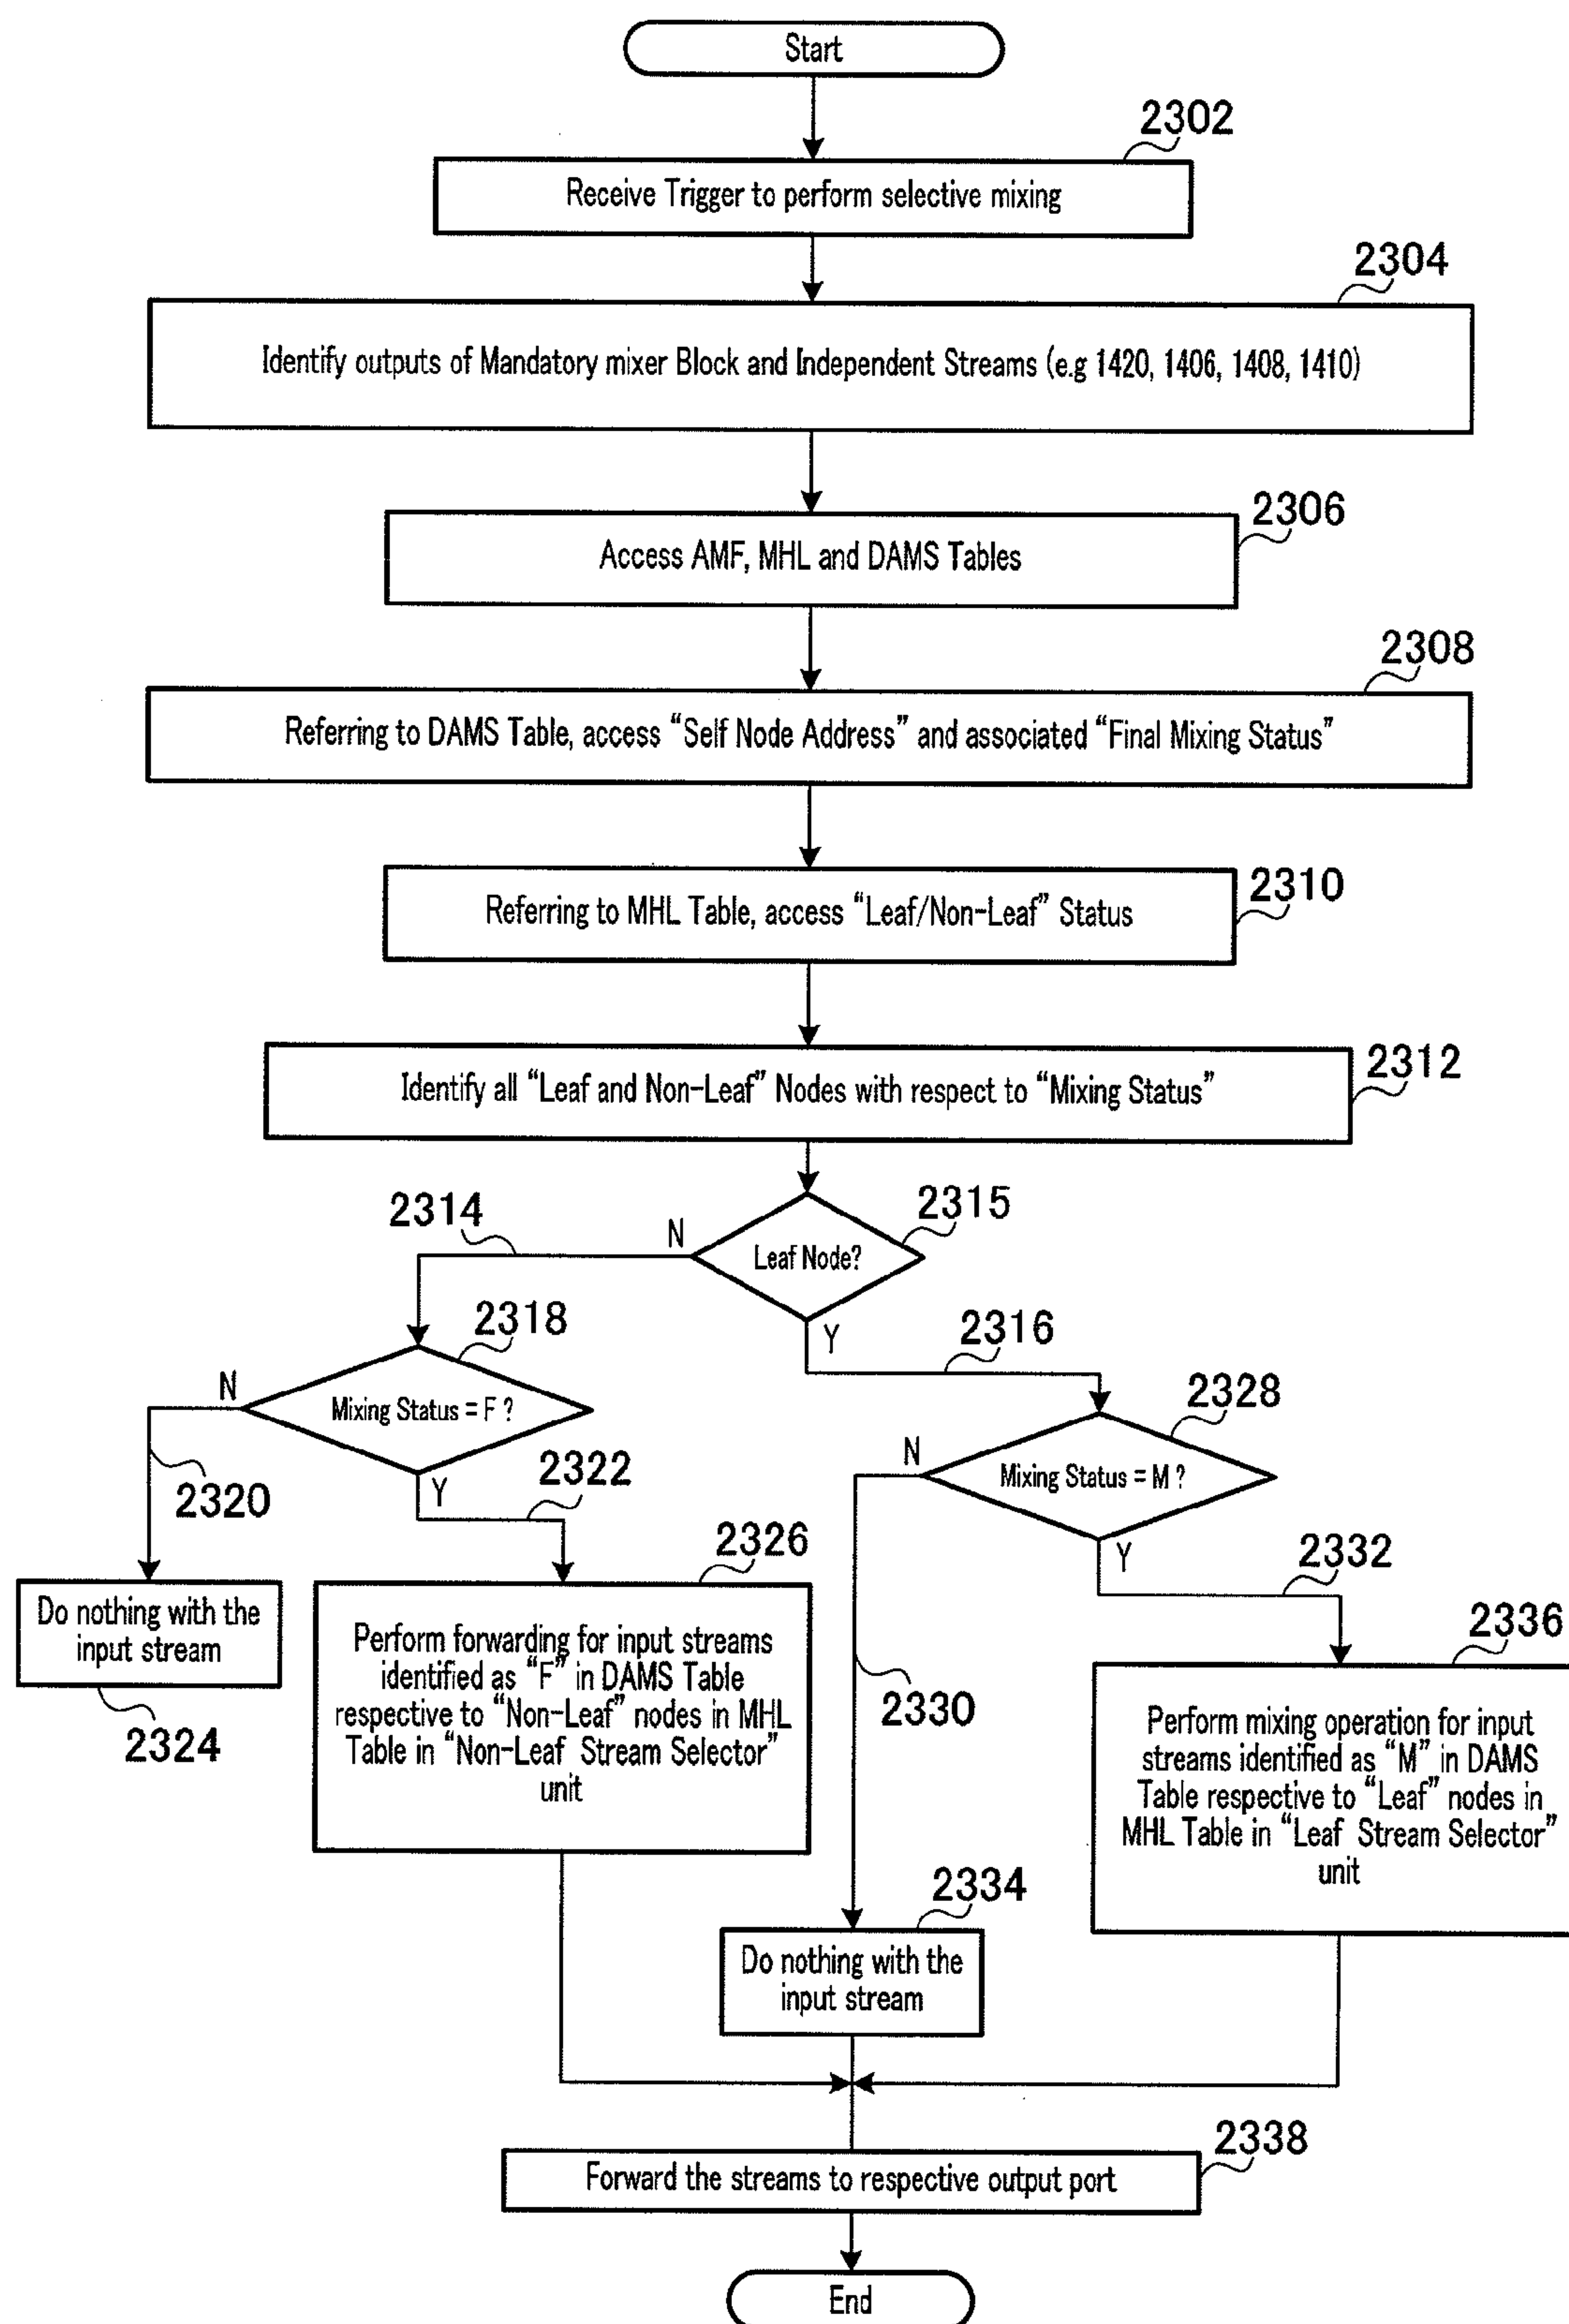 Start
2302
Receive Trigger to perform selective mixing
2304
Identify outputs of Mandatory mixer Block and Independent Streams (e.g 1420, 1406, 1408, 1410)
2306
Access AMF, MHL and DAMS Tables
2308
Referring to DAMS Table, access “Self Node Address” and associated “Final Mixing Status”
2310
Referring to MHL Table, access “Leaf/Non-Leaf” Status
2312
Identify all “Leaf and Non-Leaf” Nodes with respect to “Mixing Status”
2314
N
2315
Leaf Node?
Y
2316
2318
N
Mixing Status = F ?
Y
2320
2322
2328
N
Mixing Status = M ?
Y
2330
2332
Do nothing with the
input stream
2324
2326
Perform forwarding for input streams
identified as “F” in DAMS Table
respective to “Non-Leaf” nodes in MHL
Table in “Non-Leaf Stream Selector”
unit
2336
Perform mixing operation for input
streams identified as “M” in DAMS
Table respective to “Leaf” nodes in
MHL Table in “Leaf Stream Selector”
unit
2334
Do nothing with the
input stream
2338
Forward the streams to respective output port
End